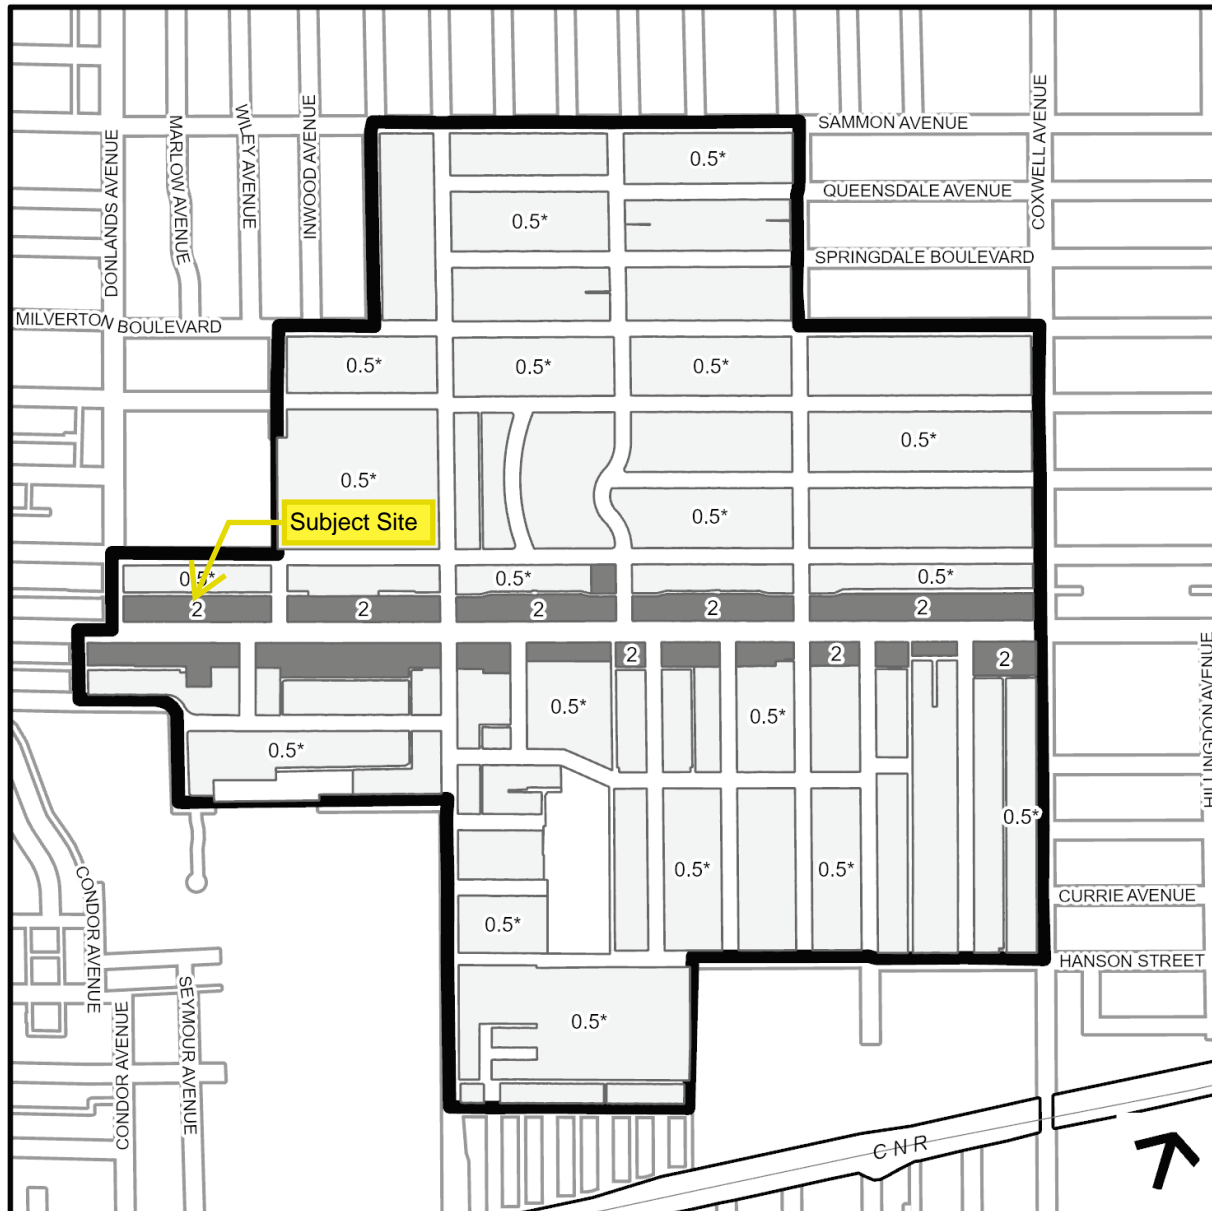 SAMMON AVENUE
COXWELL AVENUE
WILEY AVENUE
INWOOD AVENUE
MARLOW AVENUE
DONLANDS AVENUE
0.5*
QUEENSDALE AVENUE
0.5*
SPRINGDALE BOULEVARD
MILVERTON BOULEVARD
0.5*
0.5*
0.5*
0.5*
0.5*
0.5*
Subject Site
0.5*
0.5*
0.5*
2
2
2
2
2
2
2
2
HILLINGDON AVENUE
0.5*
0.5*
0.5*
0.5*
0.5*
0.5*
CONDOR AVENUE
CURRIE AVENUE
0.5*
HANSON STREET
SEYMOUR AVENUE
0.5*
CONDOR AVENUE
CNR